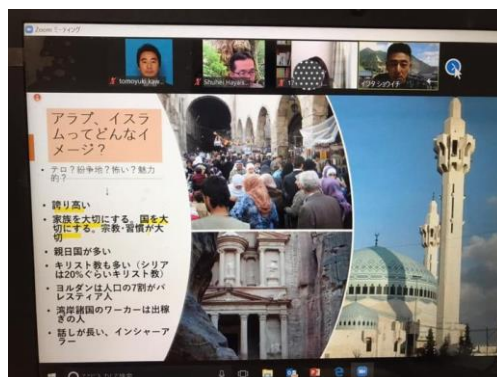 Zoom ミーティング
tomoyuki kaje...
Shuhei Hayas...
17+
イワタ ショウイチ
アラブ、イスラ
ムってどんなイ
メージ？
• テロ？紛争地？怖い？魅力
的？
↓
• 誇り高い
• 家族を大切にする。国を大
切にする。宗教・習慣が大
切
• 親日国が多い
• キリスト教も多い（シリア
は20%ぐらいキリスト教）
• ヨルダンは人口の7割がパ
レスティア人
• 湾岸諸国のワーカーは出稼
ぎの人
• 話しが長い、インシャーア
ラー